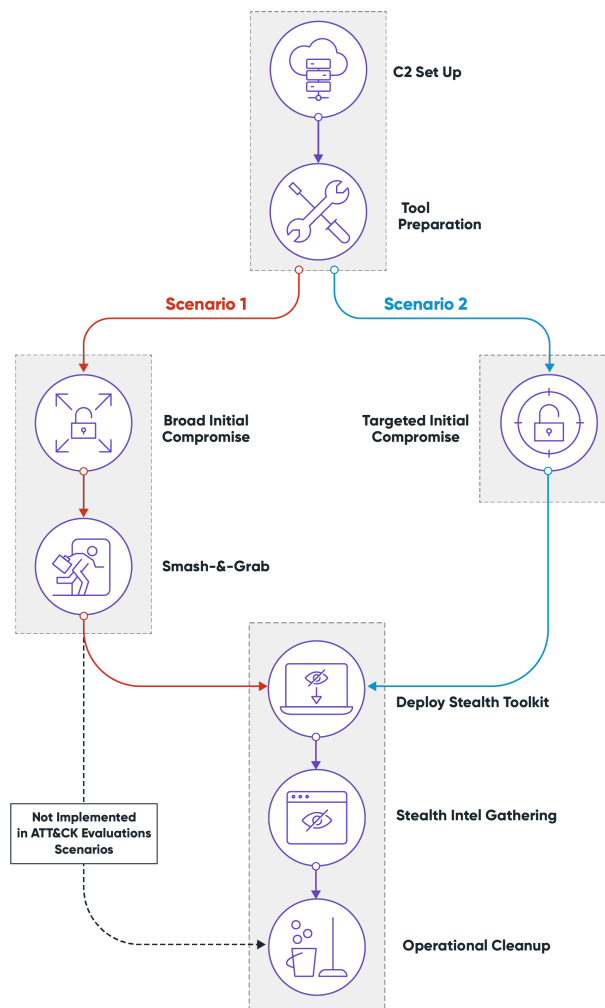 C2 Set Up
Tool
Preparation
Scenario 1
Scenario 2
Broad Initial
Compromise
Targeted Initial
Compromise
Smash-&-Grab
Deploy Stealth Toolkit
Not Implemented
in ATT&CK Evaluations
Scenarios
Stealth Intel Gathering
Operational Cleanup